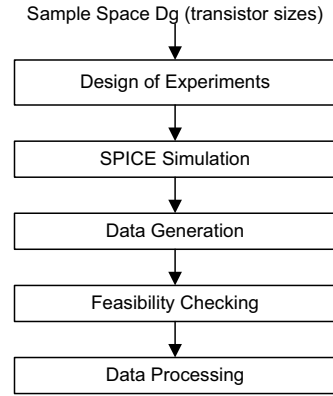 Sample Space Dg (transistor sizes)
Design of Experiments
SPICE Simulation
Data Generation
Feasibility Checking
Data Processing